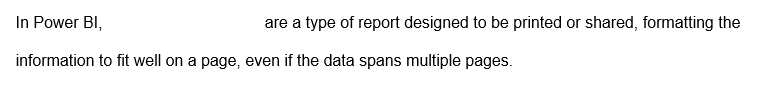 In Power BI, are a type of report designed to be printed or shared, formatting the
information to fit well on a page, even if the data spans multiple pages.